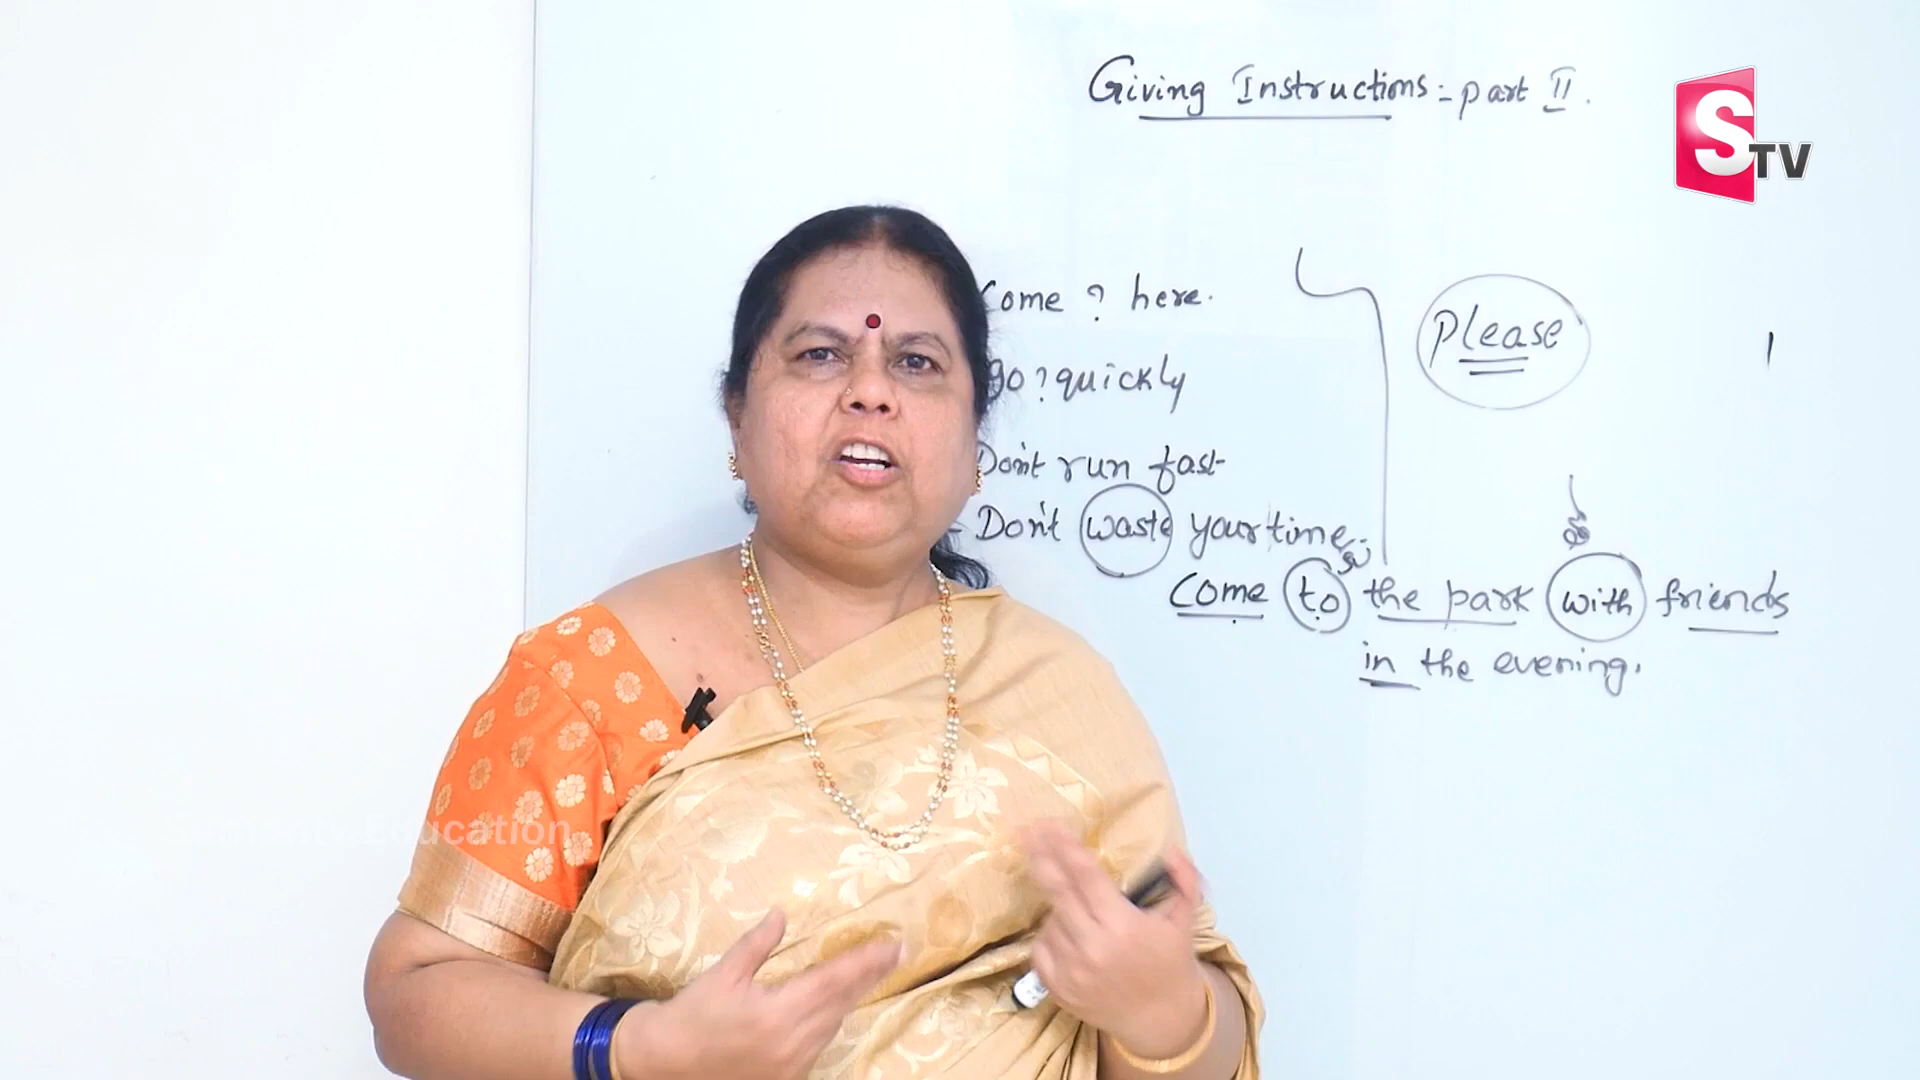 Giving Instructions :- part II.
STV
Come ? here.
go ? quickly
Please
Don't run fast
- Don't waste your time.
కు
తో
Come to the park with friends
in the evening.
Education